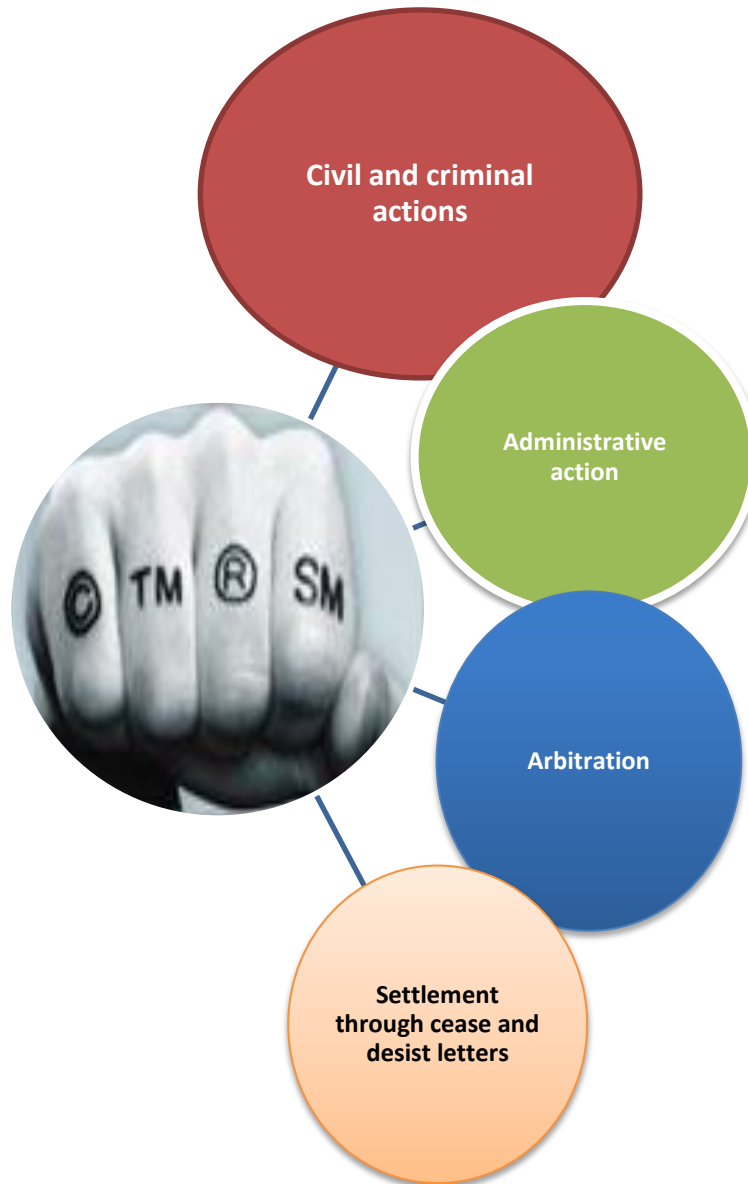 Civil and criminal
actions
Administrative
action
© TM ® SM
Arbitration
Settlement
through cease and
desist letters